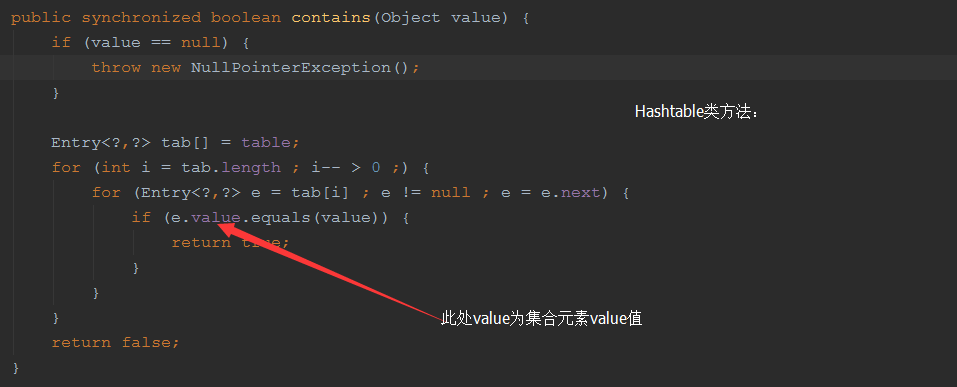 public synchronized boolean contains(Object value) {
if (value == null) {
throw new NullPointerException();
}
Hashtable类方法：
Entry<?,?> tab[] = table;
for (int i = tab.length ; i-- > 0 ;) {
for (Entry<?,?> e = tab[i] ; e != null ; e = e.next) {
if (e.value.equals(value)) {
return true;
}
}
此处value为集合元素value值
}
return false;
}